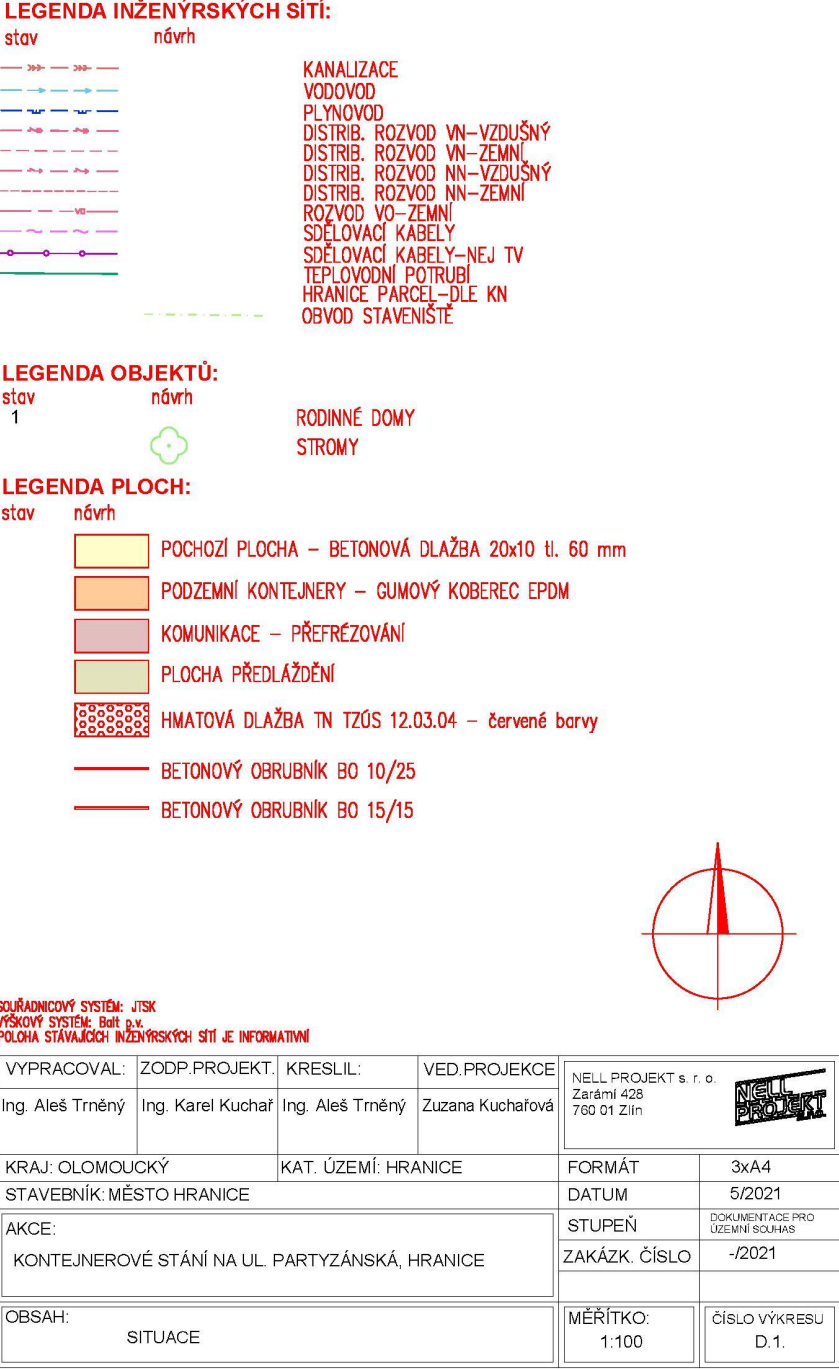 LEGENDA INŽENÝRSKÝCH SÍTÍ:
stav návrh
KANALIZACE
VODOVOD
PLYNOVOD
DISTRIB. ROZVOD VN-VZDUŠNÝ
DISTRIB. ROZVOD VN-ZEMNÍ
DISTRIB. ROZVOD NN-VZDUŠNÝ
DISTRIB. ROZVOD NN-ZEMNÍ
VO ROZVOD VO-ZEMNÍ
SDĚLOVACÍ KABELY
SDĚLOVACÍ KABELY-NEJ TV
TEPLOVODNÍ POTRUBÍ
HRANICE PARCEL-DLE KN
OBVOD STAVENIŠTĚ
LEGENDA OBJEKTŮ:
stav návrh
1 RODINNÉ DOMY
STROMY
LEGENDA PLOCH:
stav návrh
POCHOZÍ PLOCHA – BETONOVÁ DLAŽBA 20x10 tl. 60 mm
PODZEMNÍ KONTEJNERY – GUMOVÝ KOBEREC EPDM
KOMUNIKACE – PŘEFRÉZOVÁNÍ
PLOCHA PŘEDLÁŽDĚNÍ
HMATOVÁ DLAŽBA TN TZÚS 12.03.04 – červené barvy
BETONOVÝ OBRUBNÍK BO 10/25
BETONOVÝ OBRUBNÍK BO 15/15
SOUŘADNICOVÝ SYSTÉM: JTSK
VÝŠKOVÝ SYSTÉM: Balt p.v.
POLOHA STÁVAJÍCÍCH INŽENÝRSKÝCH SÍTÍ JE INFORMATIVNÍ
VYPRACOVAL: ZODP.PROJEKT. KRESLIL: VED.PROJEKCE
Ing. Aleš Trněný Ing. Karel Kuchař Ing. Aleš Trněný Zuzana Kuchařová
NELL PROJEKT s. r. o.
Zarámí 428
760 01 Zlín
NELL
PROJEKT
s.r.o.
KRAJ: OLOMOUCKÝ KAT. ÚZEMÍ: HRANICE FORMÁT 3xA4
STAVEBNÍK: MĚSTO HRANICE DATUM 5/2021
AKCE:
KONTEJNEROVÉ STÁNÍ NA UL. PARTYZÁNSKÁ, HRANICE
STUPEŇ DOKUMENTACE PRO
ÚZEMNÍ SOUHAS
ZAKÁZK. ČÍSLO -/2021
OBSAH:
SITUACE
MĚŘÍTKO:
1:100
ČÍSLO VÝKRESU
D.1.